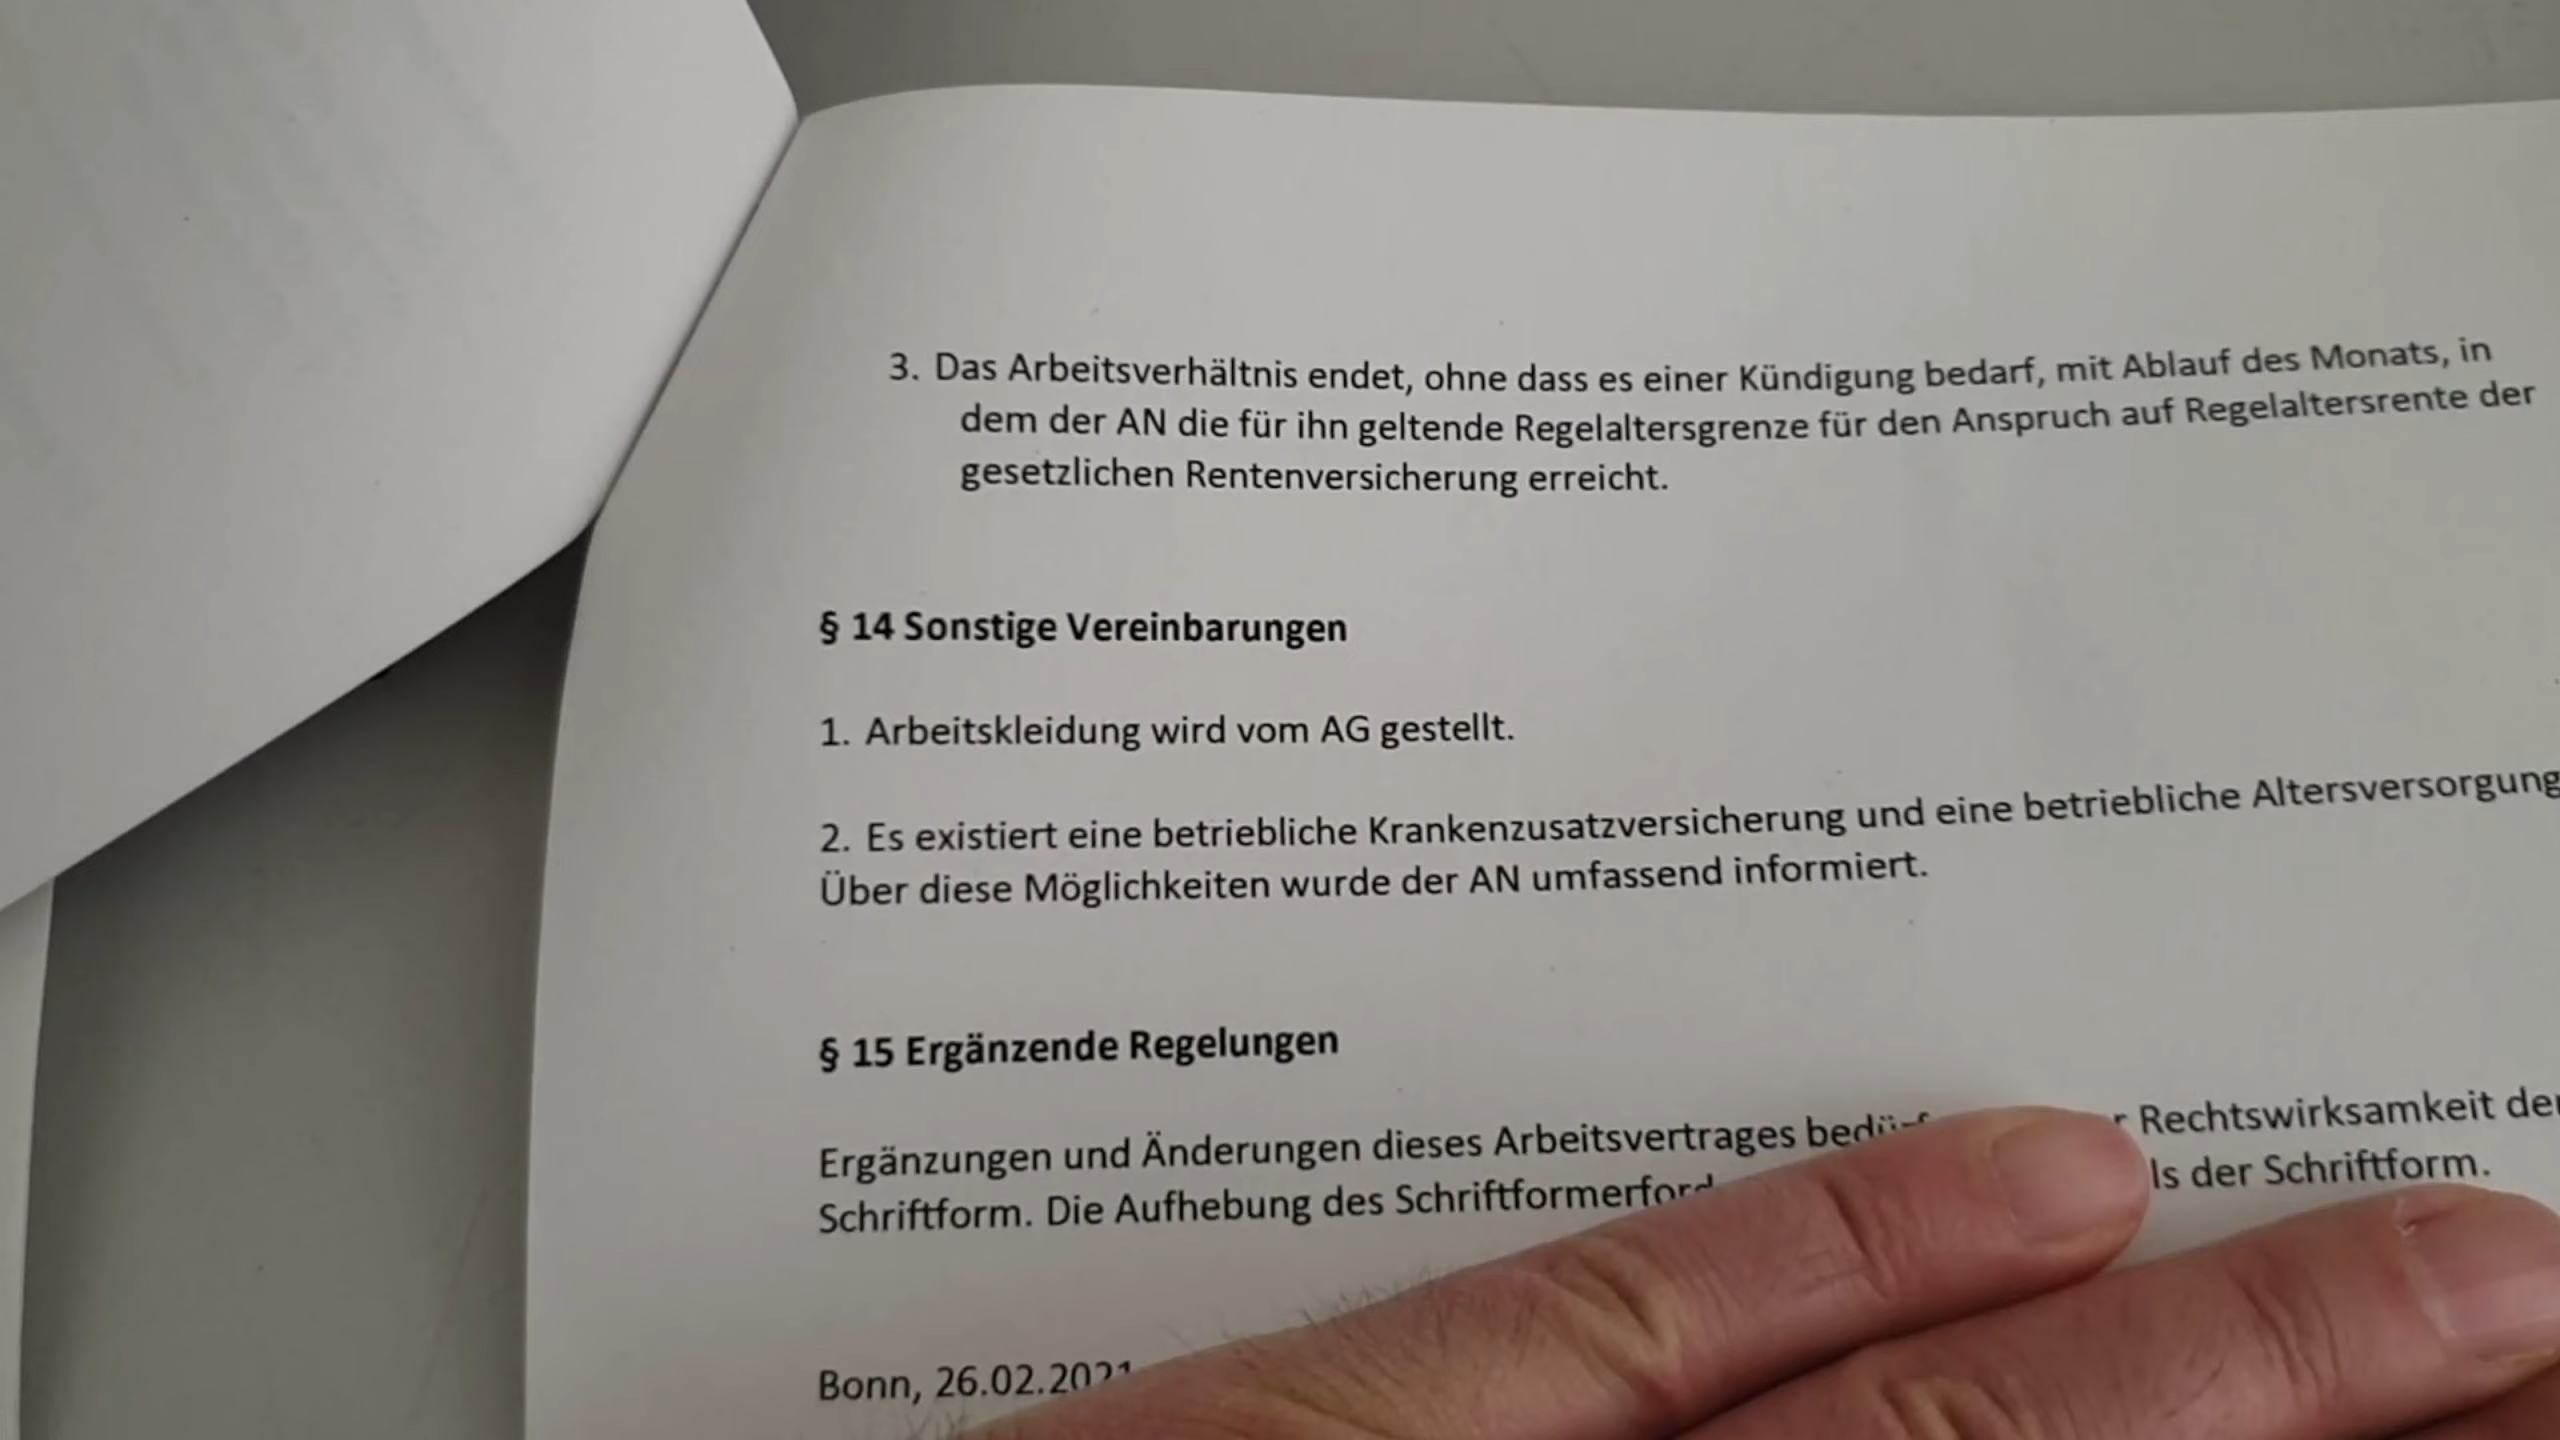 3. Das Arbeitsverhältnis endet, ohne dass es einer Kündigung bedarf, mit Ablauf des Monats, in
dem der AN die für ihn geltende Regelaltersgrenze für den Anspruch auf Regelaltersrente der
gesetzlichen Rentenversicherung erreicht.
§ 14 Sonstige Vereinbarungen
1. Arbeitskleidung wird vom AG gestellt.
2. Es existiert eine betriebliche Krankenzusatzversicherung und eine betriebliche Altersversorgung
Über diese Möglichkeiten wurde der AN umfassend informiert.
§ 15 Ergänzende Regelungen
Ergänzungen und Änderungen dieses Arbeitsvertrages Rechtswirksamkeit der
Schriftform. Die Aufhebung des der Schriftform.
Bonn, 26.02.2021